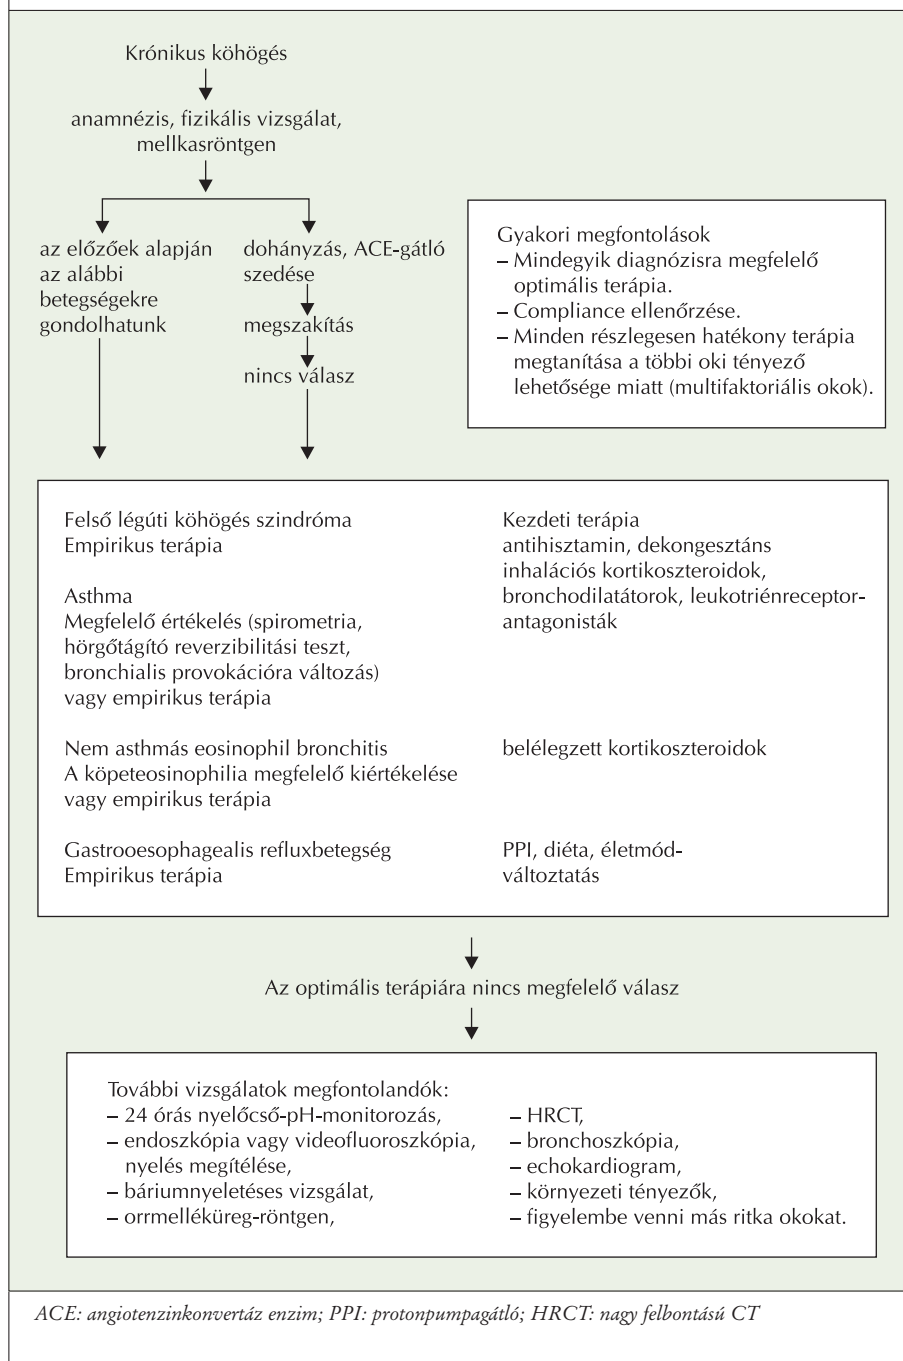 Krónikus köhögés
anamnézis, fizikális vizsgálat,
mellkasröntgen
az előzőek alapján
az alábbi
betegségekre
gondolhatunk
dohányzás, ACE-gátló
szedése
megszakítás
nincs válasz
Gyakori megfontolások
– Mindegyik diagnózisra megfelelő
optimális terápia.
– Compliance ellenőrzése.
– Minden részlegesen hatékony terápia
megtanítása a többi oki tényező
lehetősége miatt (multifaktoriális okok).
Felső légúti köhögés szindróma
Empirikus terápia
Asthma
Megfelelő értékelés (spirometria,
hörgőtágító reverzibilitási teszt,
bronchialis provokációra változás)
vagy empirikus terápia
Nem asthmás eosinophil bronchitis
A köpeteosinophilia megfelelő kiértékelése
vagy empirikus terápia
Gastrooesophagealis refluxbetegség
Empirikus terápia
Kezdeti terápia
antihisztamin, dekongesztáns
inhalációs kortikoszteroidok,
bronchodilatátorok, leukotriénreceptor-
antagonisták
belélegzett kortikoszteroidok
PPI, diéta, életmód-
változtatás
Az optimális terápiára nincs megfelelő válasz
További vizsgálatok megfontolandók:
– 24 órás nyelőcső-pH-monitorozás,
– endoszkópia vagy videofluoroszkópia,
nyelés megítélése,
– báriumnyeletéses vizsgálat,
– orrmelléküreg-röntgen,
– HRCT,
– bronchoszkópia,
– echokardiogram,
– környezeti tényezők,
– figyelembe venni más ritka okokat.
ACE: angiotenzinkonvertáz enzim; PPI: protonpumpagátló; HRCT: nagy felbontású CT